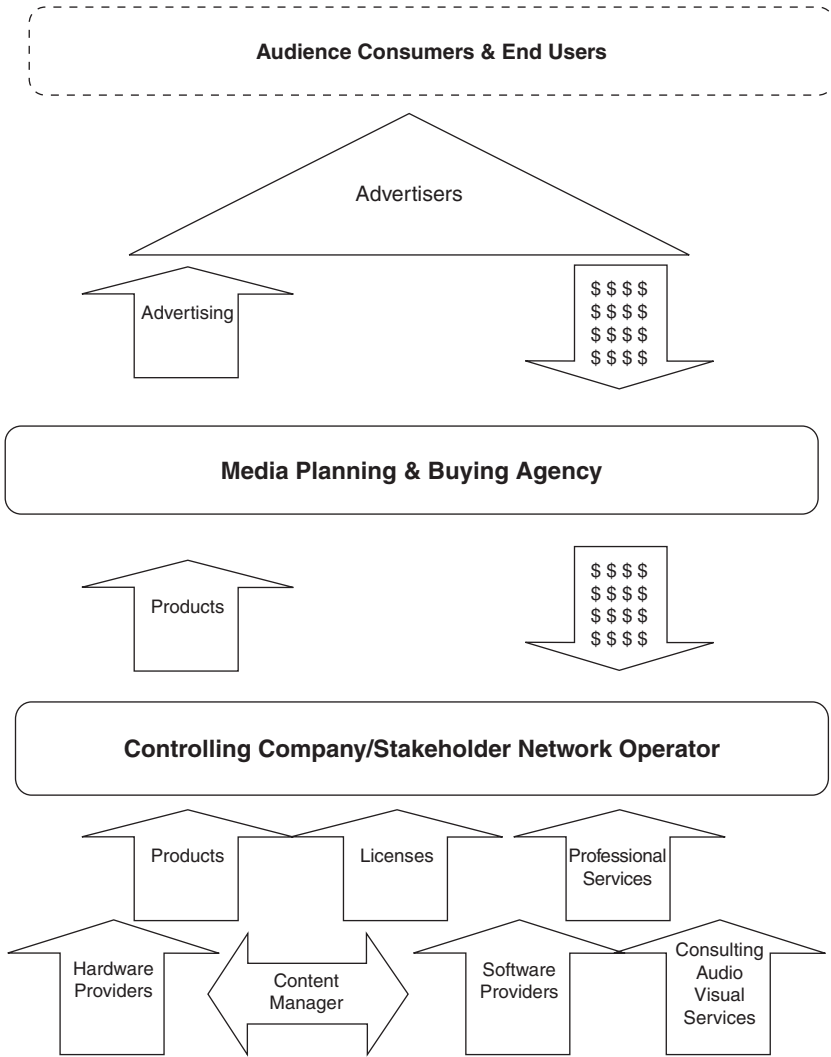 Audience Consumers & End Users
Advertisers
Advertising
$ $ $ $
$ $ $ $
$ $ $ $
$ $ $ $
Media Planning & Buying Agency
Products
$ $ $ $
$ $ $ $
$ $ $ $
$ $ $ $
Controlling Company/Stakeholder Network Operator
Products
Licenses
Professional
Services
Hardware
Providers
Content
Manager
Software
Providers
Consulting
Audio
Visual
Services